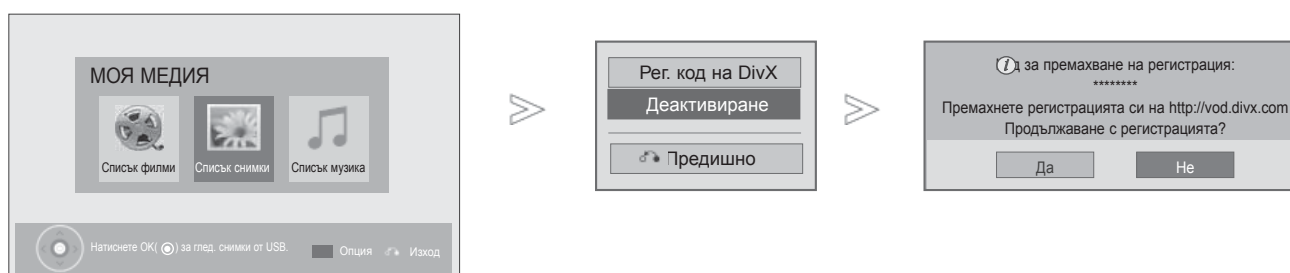 МОЯ МЕДИЯ
Списък филми
Списък снимки
Списък музика
Натиснете OK( ) за глед. снимки от USB.
Опция
Изход
Рег. код на DivX
Деактивиране
Предишно
за премахване на регистрация:
********
Премахнете регистрацията си на http://vod.divx.com
Продължаване с регистрацията?
Да
Не